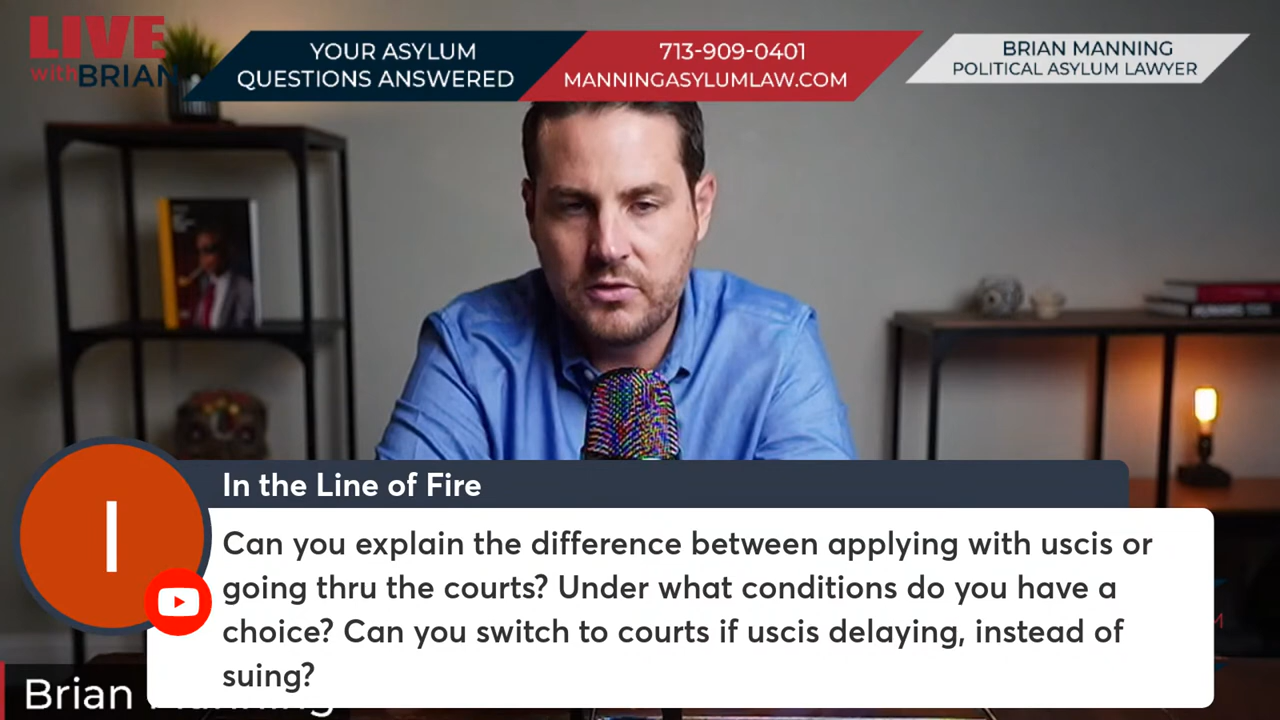 LIVE
with BRIAN
YOUR ASYLUM
QUESTIONS ANSWERED
713-909-0401
MANNINGASYLUMLAW.COM
BRIAN MANNING
POLITICAL ASYLUM LAWYER
In the Line of Fire
I
Can you explain the difference between applying with uscis or
going thru the courts? Under what conditions do you have a
choice? Can you switch to courts if uscis delaying, instead of
suing?
Brian Manning